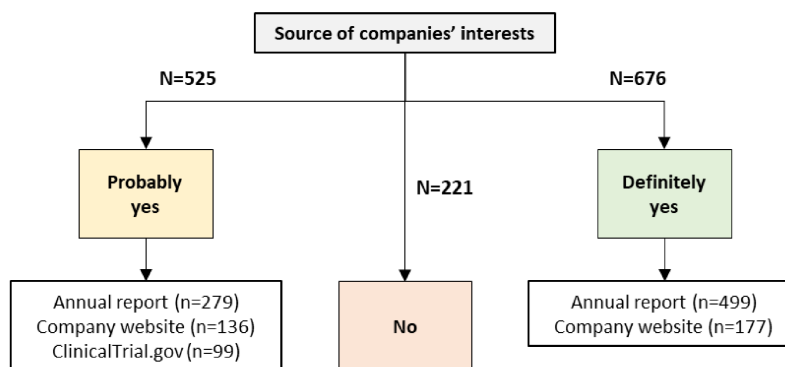 Source of companies’ interests
N=525
N=676
Probably
yes
N=221
Definitely
yes
Annual report (n=279)
Company website (n=136)
ClinicalTrial.gov (n=99)
No
Annual report (n=499)
Company website (n=177)